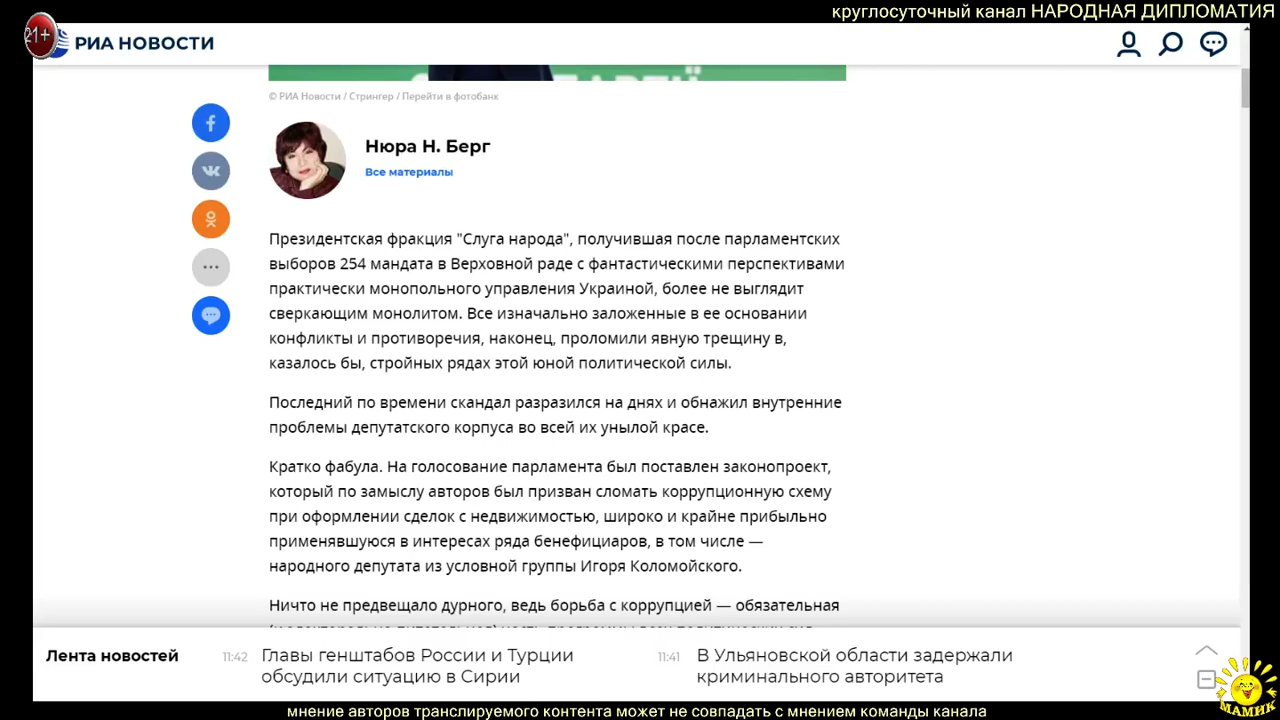 круглосуточный канал НАРОДНАЯ ДИПЛОМАТИЯ
21+
РИА НОВОСТИ
© РИА Новости / Стрингер / Перейти в фотобанк
Нюра Н. Берг
Все материалы
Президентская фракция "Слуга народа", получившая после парламентских
выборов 254 мандата в Верховной раде с фантастическими перспективами
практически монопольного управления Украиной, более не выглядит
сверкающим монолитом. Все изначально заложенные в ее основании
конфликты и противоречия, наконец, проломили явную трещину в,
казалось бы, стройных рядах этой юной политической силы.
Последний по времени скандал разразился на днях и обнажил внутренние
проблемы депутатского корпуса во всей их унылой красе.
Кратко фабула. На голосование парламента был поставлен законопроект,
который по замыслу авторов был призван сломать коррупционную схему
при оформлении сделок с недвижимостью, широко и крайне прибыльно
применявшуюся в интересах ряда бенефициаров, в том числе —
народного депутата из условной группы Игоря Коломойского.
Ничто не предвещало дурного, ведь борьба с коррупцией — обязательная
Лента новостей
11:42 Главы генштабов России и Турции
обсудили ситуацию в Сирии
11:41 В Ульяновской области задержали
криминального авторитета
МАМИК
мнение авторов транслируемого контента может не совпадать с мнением команды канала